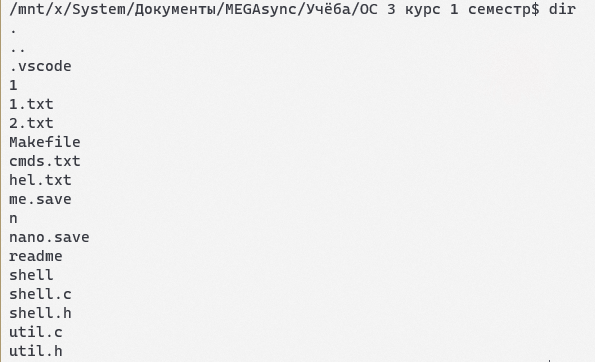 /mnt/x/System/Документы/MEGAsync/Учёба/ОС 3 курс 1 семестр$ dir
.
..
.vscode
1
1.txt
2.txt
Makefile
cmds.txt
hel.txt
me.save
n
nano.save
readme
shell
shell.c
shell.h
util.c
util.h